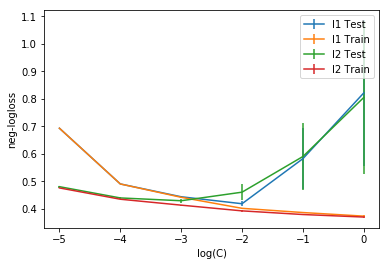 1.1
1.0
0.9
0.8
0.7
0.6
0.5
0.4
neg-logloss
−5
−4
−3
−2
−1
0
log(C)
l1 Test
l1 Train
l2 Test
l2 Train